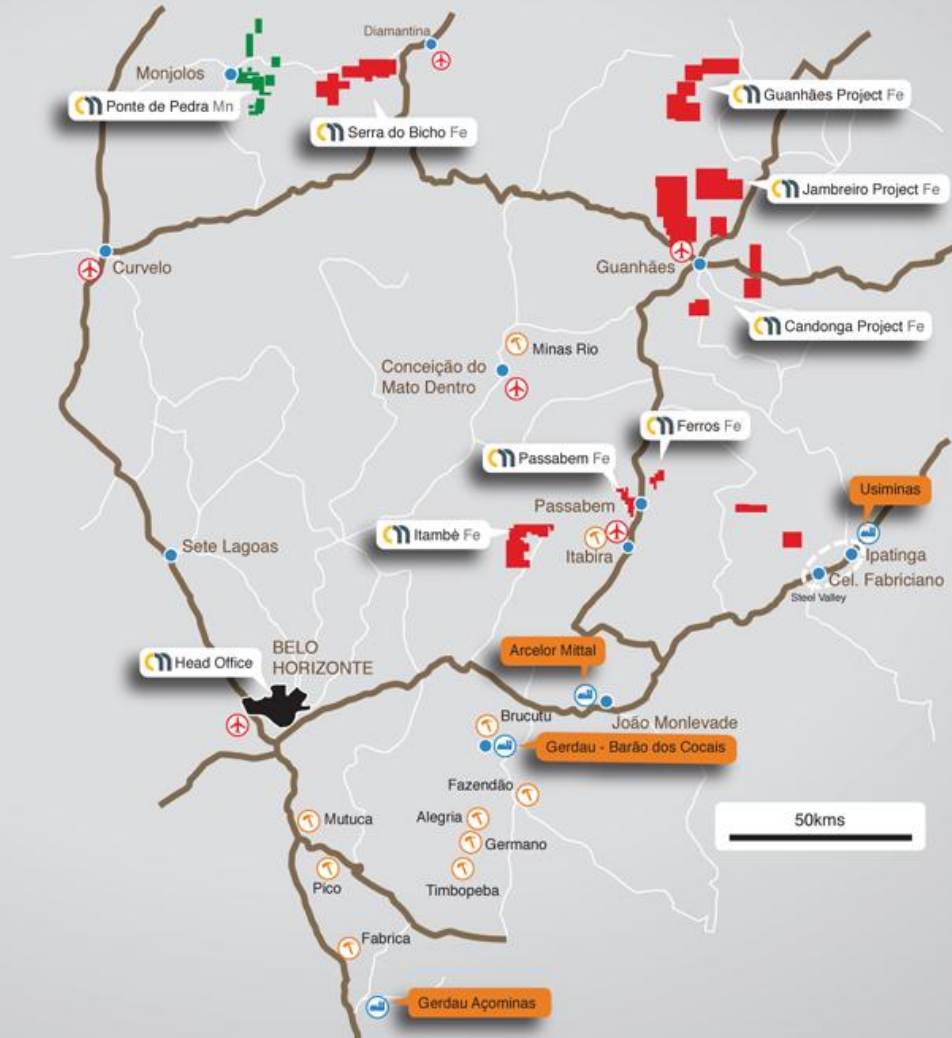 Diamantina
Monjolos
Ponte de Pedra Mn
Serra do Bicho Fe
Guanhães Project Fe
Jambreiro Project Fe
Curvelo
Guanhães
Candonga Project Fe
Minas Rio
Conceição do
Mato Dentro
Ferros Fe
Passabem Fe
Usiminas
Passabem
Itambé Fe
Sete Lagoas
Itabira
Ipatinga
Cel. Fabriciano
Steel Valley
BELO
HORIZONTE
Head Office
Arcelor Mittal
Brucutu
João Monlevade
Gerdau - Barão dos Cocais
Fazendão
Mutuca
Alegria
50kms
Germano
Pico
Timbopeba
Fabrica
Gerdau Açominas